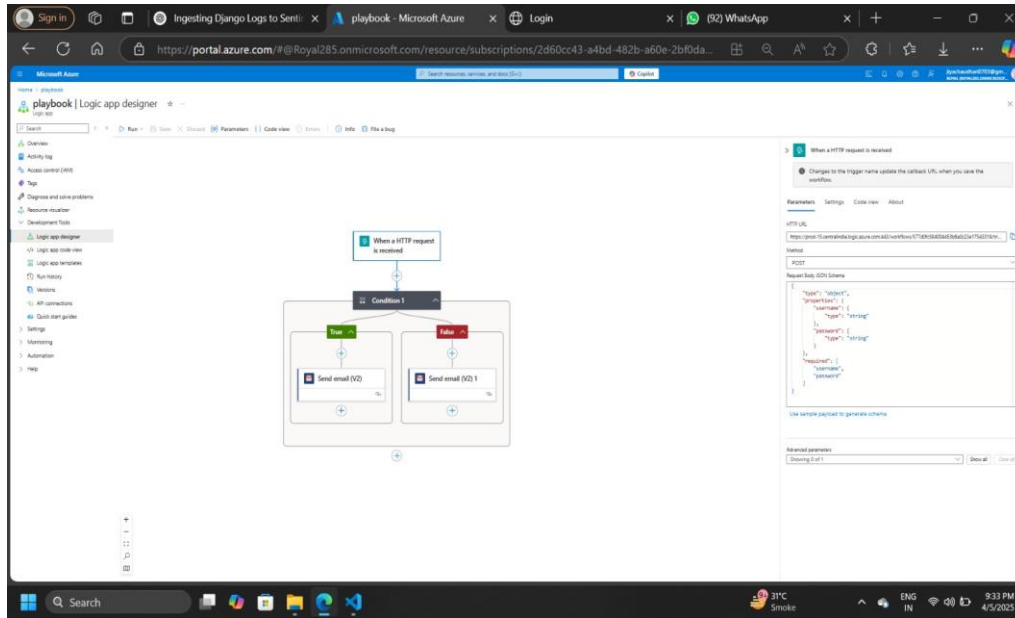 Sign in
Ingesting Django Logs to Senti
playbook - Microsoft Azure
Login
(92) WhatsApp
https://portal.azure.com/#@Royal285.onmicrosoft.com/resource/subscriptions/2d60cc43-a4bd-482b-a60e-2bf0da...
Microsoft Azure
Search resources, services, and docs (G+/)
Copilot
Home > playbook
playbook | Logic app designer
Logic app
Search
Run
Save
Discard
Parameters
Code view
Errors
Info
File a bug
Overview
Activity log
Access control (IAM)
Tags
Diagnose and solve problems
Resource visualizer
Development Tools
Logic app designer
Logic app code view
Logic app templates
Run history
Versions
API connections
Quick start guides
Settings
Monitoring
Automation
Help
When a HTTP request
is received
Condition 1
True
False
Send email (V2)
Send email (V2) 1
When a HTTP request is received
Changes to the trigger name update the callback URL when you save the
workflow.
Parameters Settings Code view About
HTTP URL
Method
POST
Request Body JSON Schema
{
"type": "object",
"properties": {
"username": {
"type": "string"
},
"password": {
"type": "string"
}
},
"required": [
"username",
"password"
]
}
Use sample payload to generate schema
Advanced parameters
Showing 0 of 1
Show all
Search
31°C
Smoke
ENG
IN
9:33 PM
4/5/2025